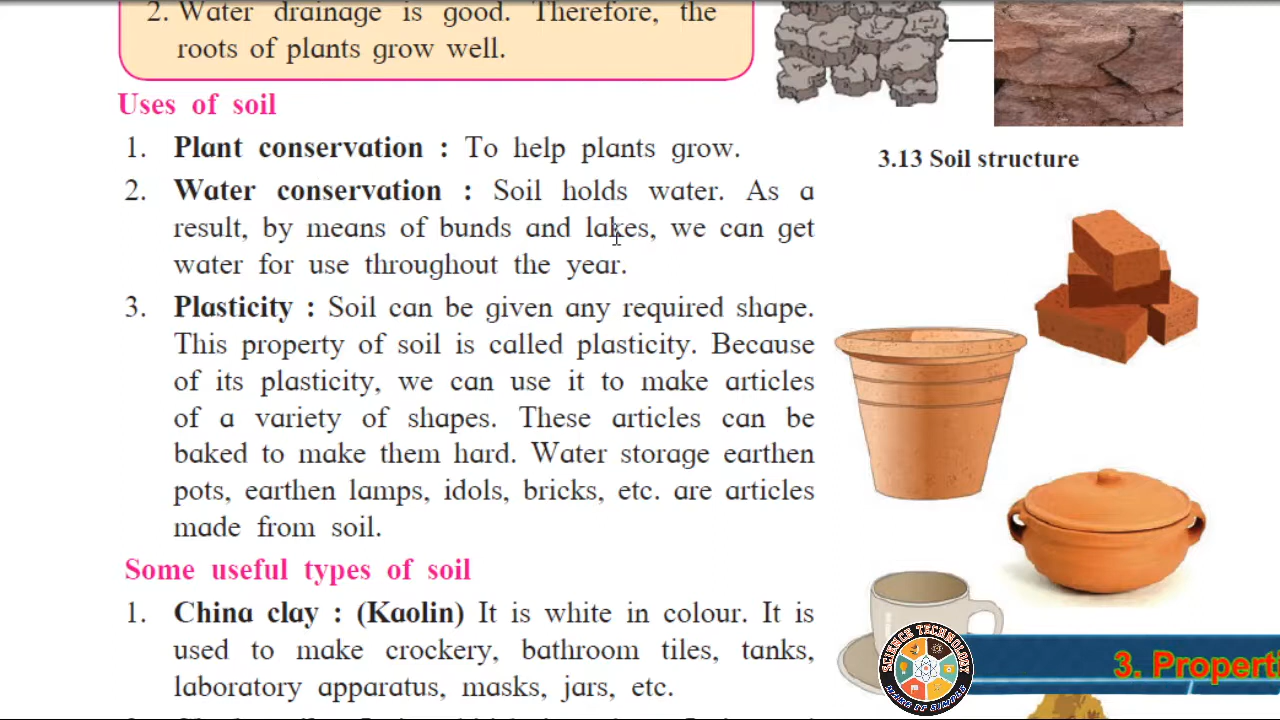 2. Water drainage is good. Therefore, the
roots of plants grow well.
Uses of soil
1. Plant conservation : To help plants grow.
2. Water conservation : Soil holds water. As a
result, by means of bunds and lakes, we can get
water for use throughout the year.
3. Plasticity : Soil can be given any required shape.
This property of soil is called plasticity. Because
of its plasticity, we can use it to make articles
of a variety of shapes. These articles can be
baked to make them hard. Water storage earthen
pots, earthen lamps, idols, bricks, etc. are articles
made from soil.
Some useful types of soil
1. China clay : (Kaolin) It is white in colour. It is
used to make crockery, bathroom tiles, tanks,
laboratory apparatus, masks, jars, etc.
3.13 Soil structure
SCIENCE TECHNOLOGY
MAKE BY SIMPLE
3. Properti